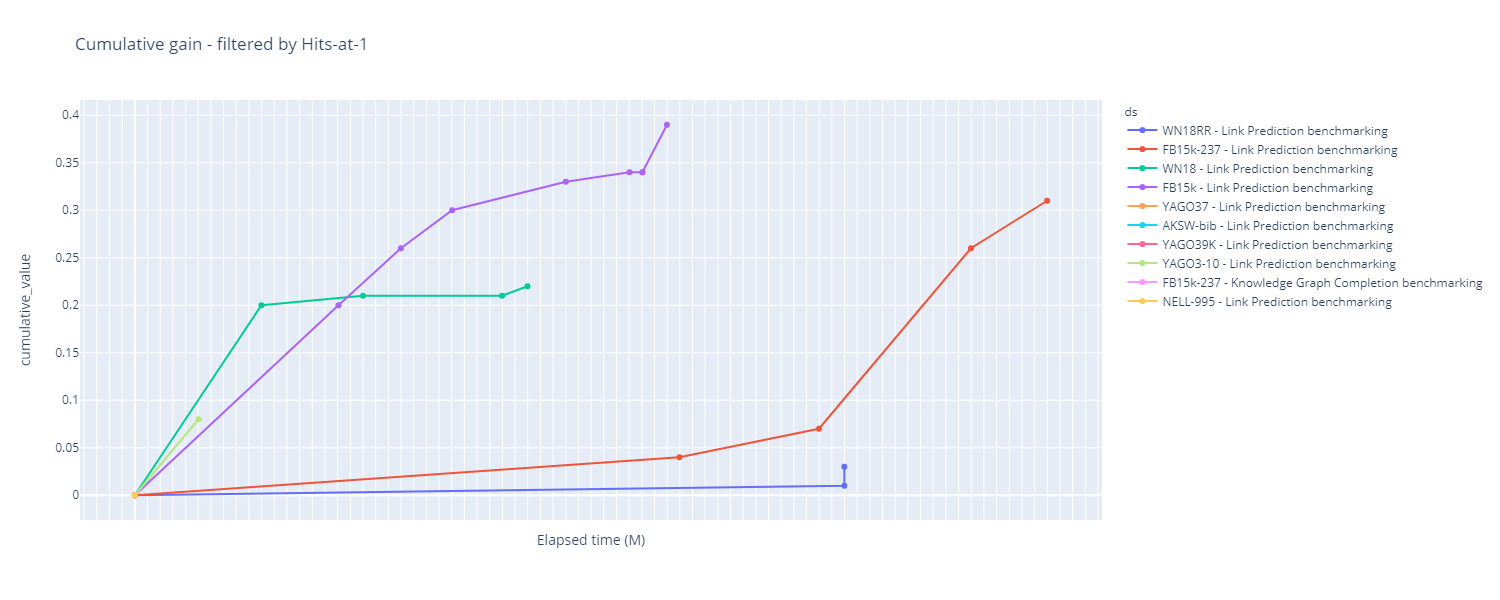 Cumulative gain - filtered by Hits-at-1
0.4
0.35
0.3
0.25
0.2
0.15
0.1
0.05
0
cumulative_value
Elapsed time (M)
ds
WN18RR - Link Prediction benchmarking
FB15k-237 - Link Prediction benchmarking
WN18 - Link Prediction benchmarking
FB15k - Link Prediction benchmarking
YAGO37 - Link Prediction benchmarking
AKSW-bib - Link Prediction benchmarking
YAGO39K - Link Prediction benchmarking
YAGO3-10 - Link Prediction benchmarking
FB15k-237 - Knowledge Graph Completion benchmarking
NELL-995 - Link Prediction benchmarking